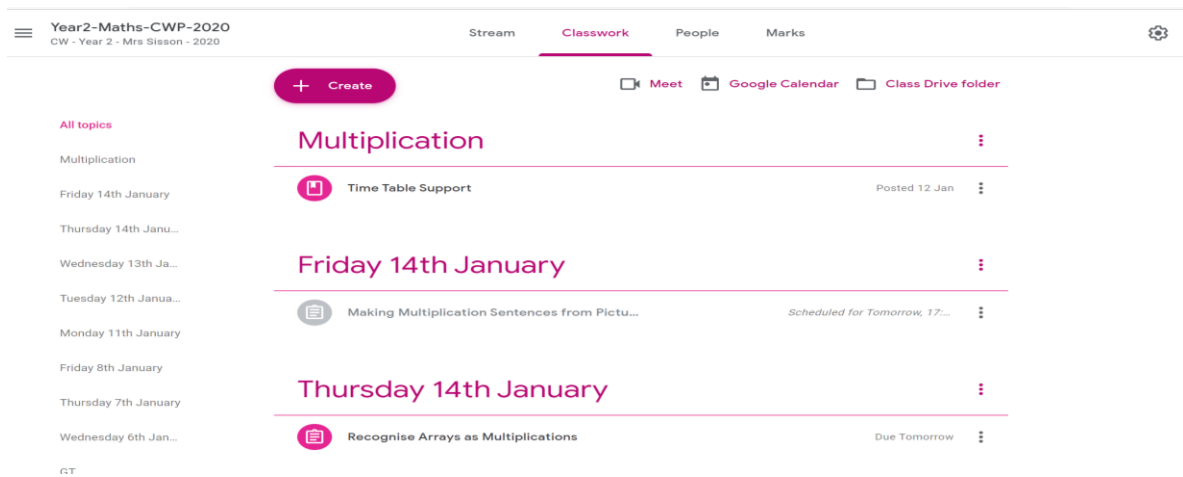 Year2-Maths-CWP-2020
CW - Year 2 - Mrs Sisson - 2020
Stream Classwork People Marks
Create
Meet Google Calendar Class Drive folder
All topics
Multiplication
Friday 14th January
Thursday 14th Janu...
Wednesday 13th Ja...
Tuesday 12th Janua...
Monday 11th January
Friday 8th January
Thursday 7th January
Wednesday 6th Jan...
GT
Multiplication
Time Table Support Posted 12 Jan
Friday 14th January
Making Multiplication Sentences from Pictu... Scheduled for Tomorrow, 17:...
Thursday 14th January
Recognise Arrays as Multiplications Due Tomorrow